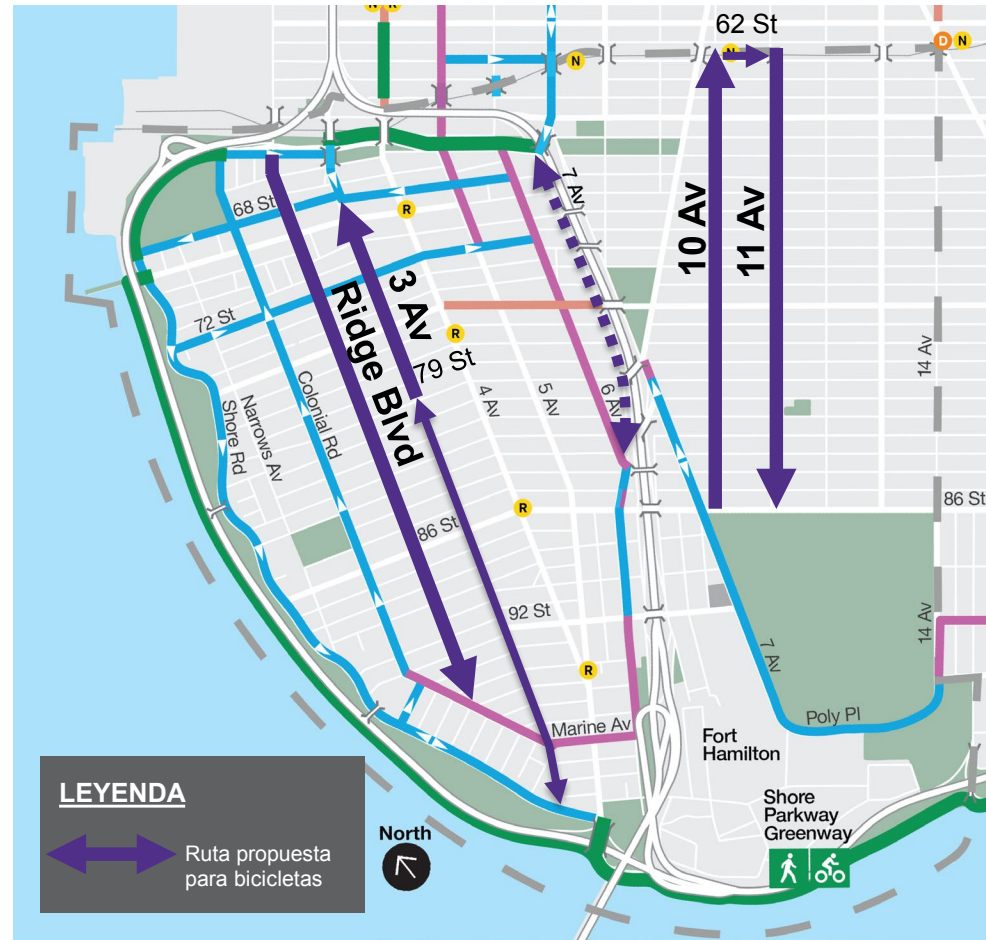 N
R
62 St
N
N
D
N
7 Av
68 St
R
10 Av
11 Av
3 Av
72 St
Ridge Blvd
R
79 St
14 Av
Shore Rd
Narrows Av
Colonial Rd
4 Av
5 Av
6 Av
R
86 St
86 St
92 St
14 Av
7 Av
R
Poly Pl
Marine Av
Fort
Hamilton
LEYENDA
Ruta propuesta
para bicicletas
North
Shore
Parkway
Greenway